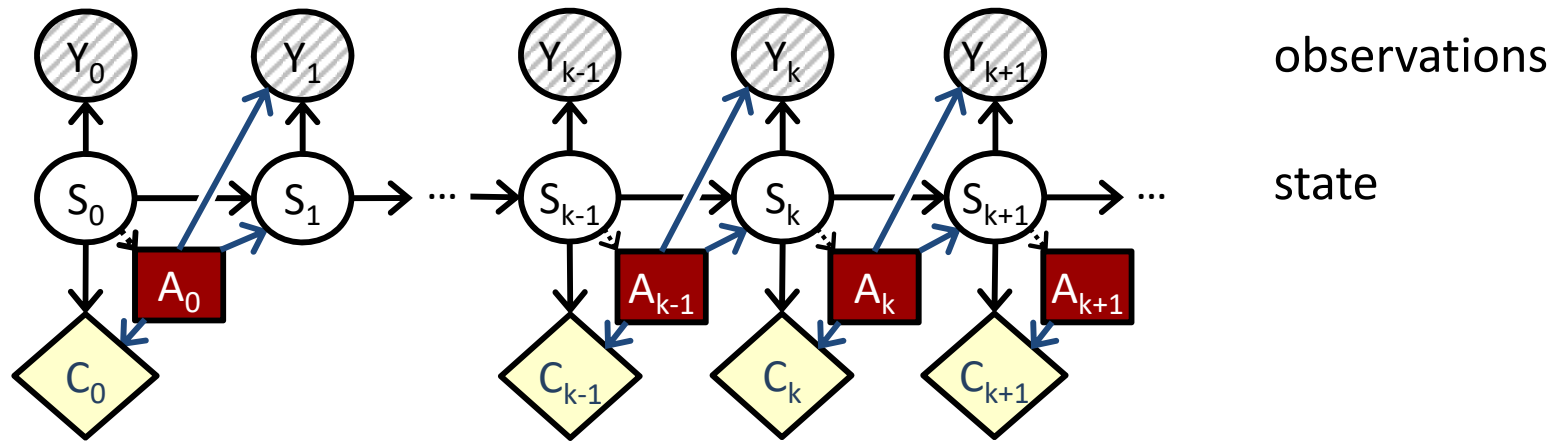 Y0 Y1 Yk-1 Yk Yk+1 observations
S0 S1 ... Sk-1 Sk Sk+1 ... state
A0 Ak-1 Ak Ak+1
C0 Ck-1 Ck Ck+1